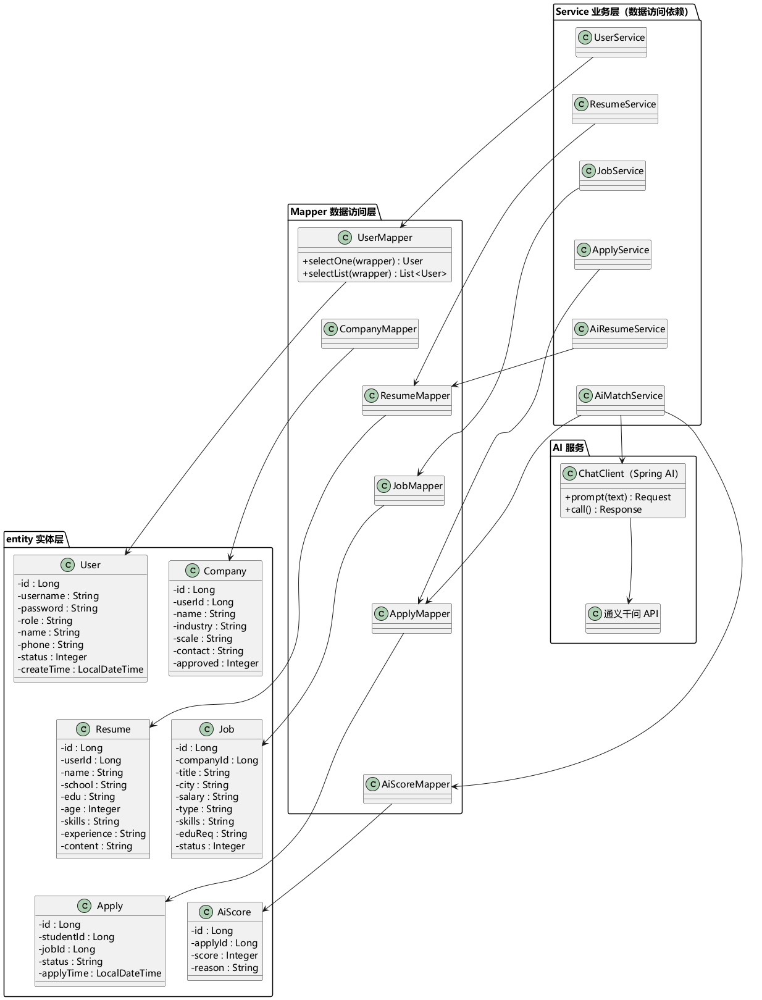 Service 业务层（数据访问依赖）
C UserService
C ResumeService
C JobService
C ApplyService
C AiResumeService
C AiMatchService
Mapper 数据访问层
C UserMapper
+selectOne(wrapper) : User
+selectList(wrapper) : List<User>
C CompanyMapper
C ResumeMapper
C JobMapper
C ApplyMapper
C AiScoreMapper
AI 服务
C ChatClient（Spring AI）
+prompt(text) : Request
+call() : Response
C 通义千问 API
entity 实体层
C User
-id : Long
-username : String
-password : String
-role : String
-name : String
-phone : String
-status : Integer
-createTime : LocalDateTime
C Company
-id : Long
-userId : Long
-name : String
-industry : String
-scale : String
-contact : String
-approved : Integer
C Resume
-id : Long
-userId : Long
-name : String
-school : String
-edu : String
-age : Integer
-skills : String
-experience : String
-content : String
C Job
-id : Long
-companyId : Long
-title : String
-city : String
-salary : String
-type : String
-skills : String
-eduReq : String
-status : Integer
C Apply
-id : Long
-studentId : Long
-jobId : Long
-status : String
-applyTime : LocalDateTime
C AiScore
-id : Long
-applyId : Long
-score : Integer
-reason : String